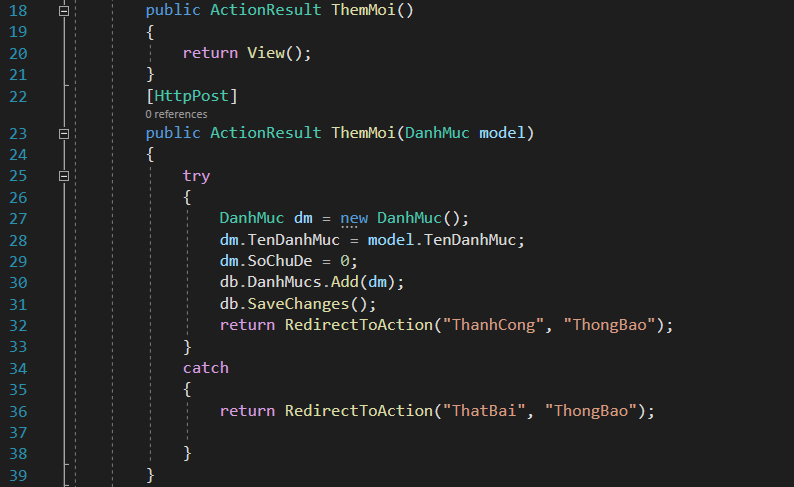 18 public ActionResult ThemMoi()
19 {
20 return View();
21 }
22 [HttpPost]
0 references
23 public ActionResult ThemMoi(DanhMuc model)
24 {
25 try
26 {
27 DanhMuc dm = new DanhMuc();
28 dm.TenDanhMuc = model.TenDanhMuc;
29 dm.SoChuDe = 0;
30 db.DanhMucs.Add(dm);
31 db.SaveChanges();
32 return RedirectToAction("ThanhCong", "ThongBao");
33 }
34 catch
35 {
36 return RedirectToAction("ThatBai", "ThongBao");
37
38 }
39 }